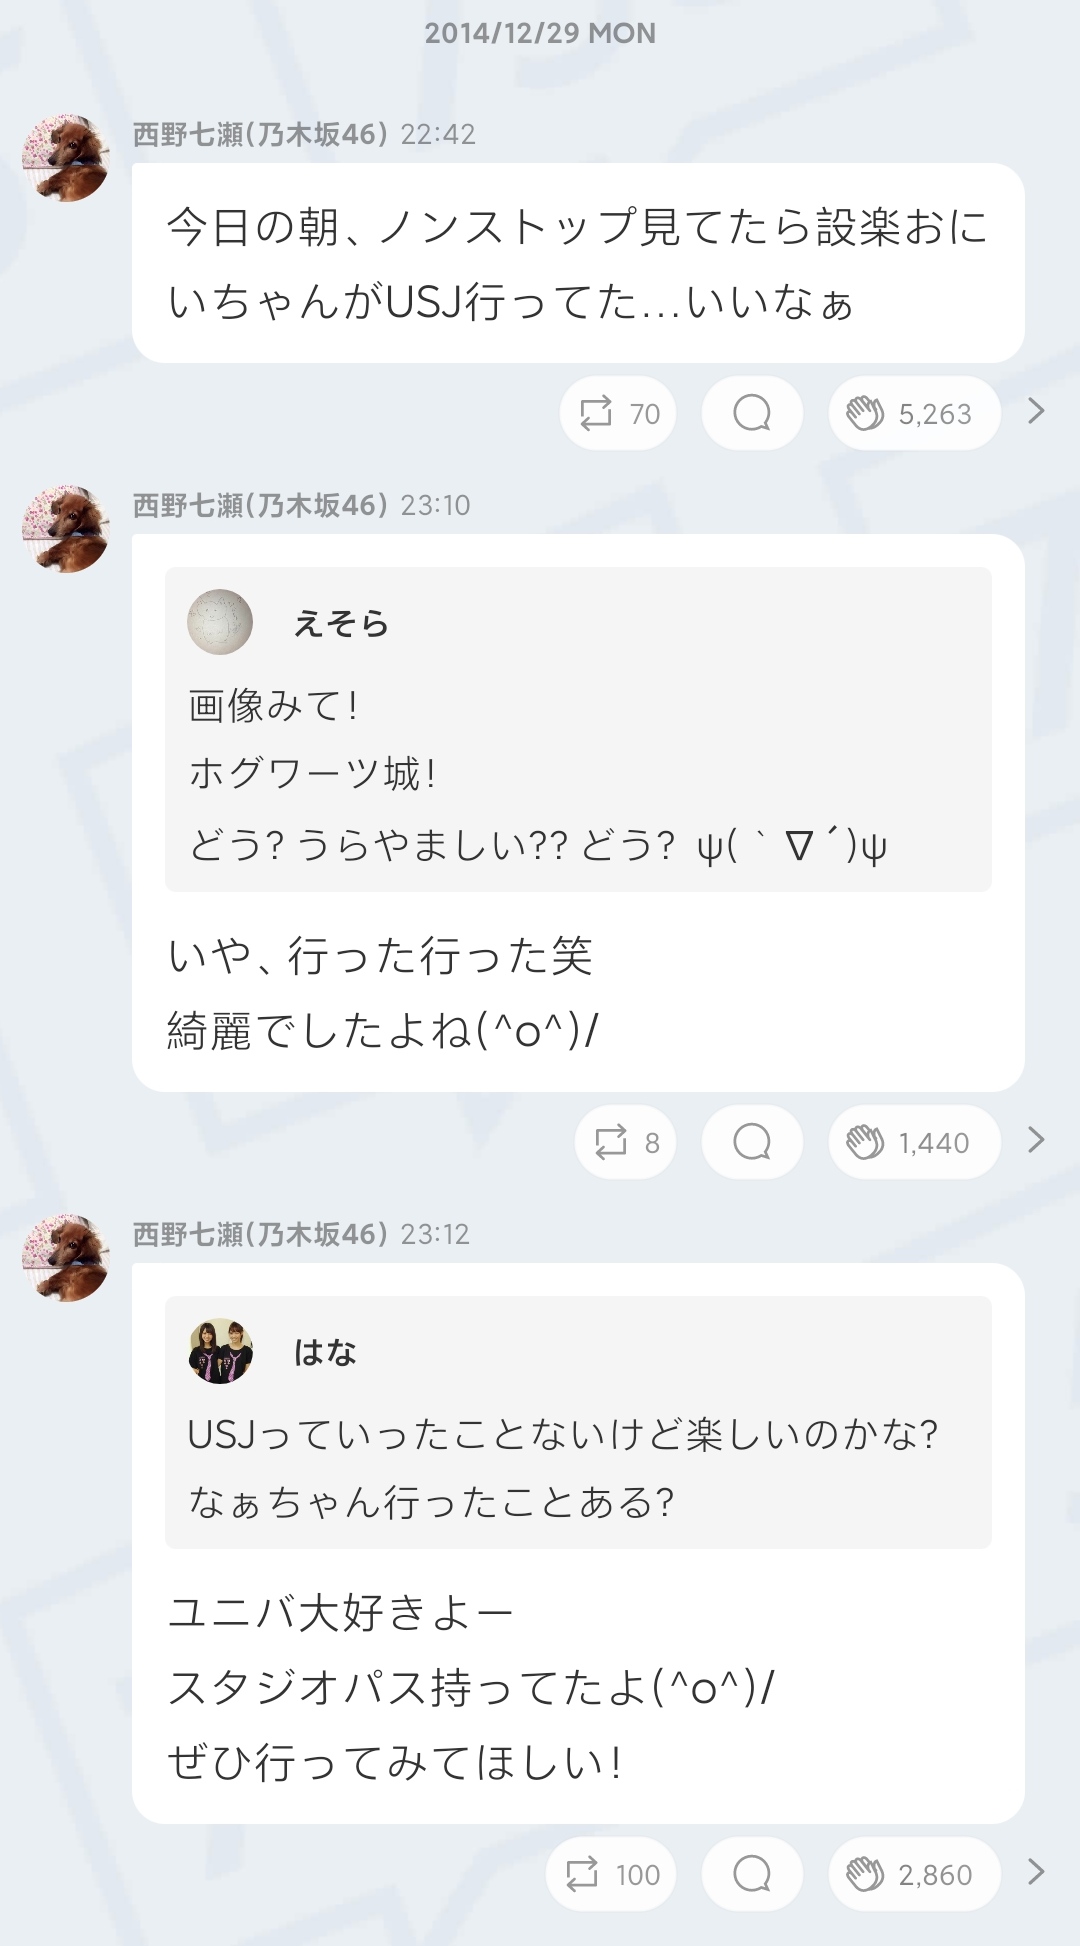 2014/12/29 MON
西野七瀬(乃木坂46) 22:42
今日の朝、ノンストップ見てたら設楽おに
いちゃんがUSJ行ってた...いいなぁ
70
5,263
西野七瀬(乃木坂46) 23:10
えそら
画像みて!
ホグワーツ城!
どう? うらやましい?? どう? ψ(｀∇´)ψ
いや、行った行った笑
綺麗でしたよね(^o^)/
8
1,440
西野七瀬(乃木坂46) 23:12
はな
USJっていったことないけど楽しいのかな?
なぁちゃん行ったことある?
ユニバ大好きよー
スタジオパス持ってたよ(^o^)/
ぜひ行ってみてほしい!
100
2,860